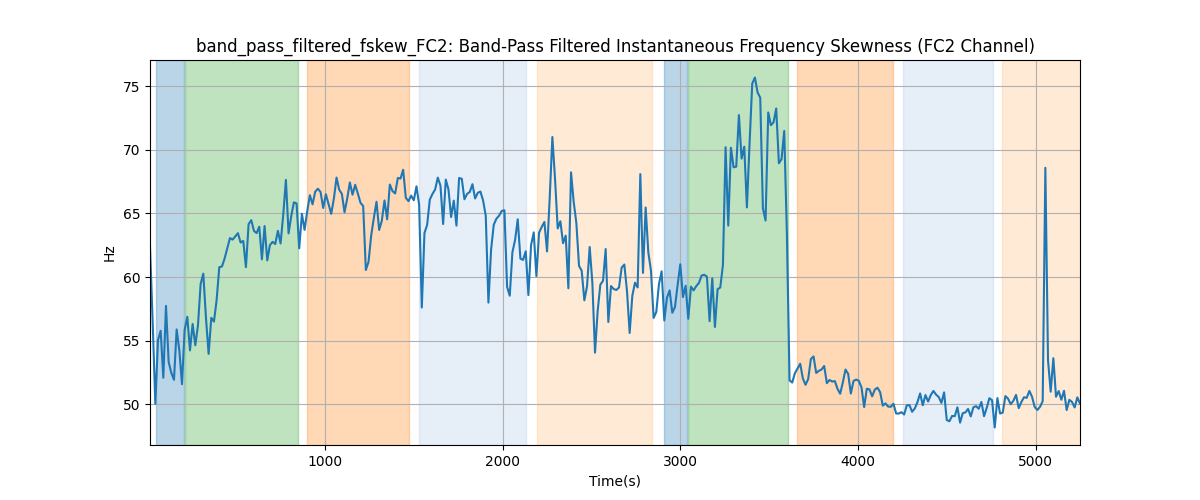 band_pass_filtered_fskew_FC2: Band-Pass Filtered Instantaneous Frequency Skewness (FC2 Channel)
75
70
65
60
55
50
Hz
1000 2000 3000 4000 5000
Time(s)